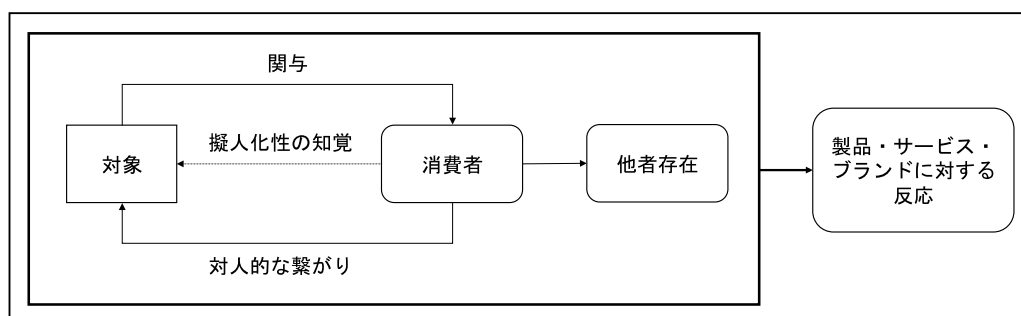 関与
擬人化性の知覚
対象
消費者
他者存在
対人的な繋がり
製品・サービス・
ブランドに対する
反応